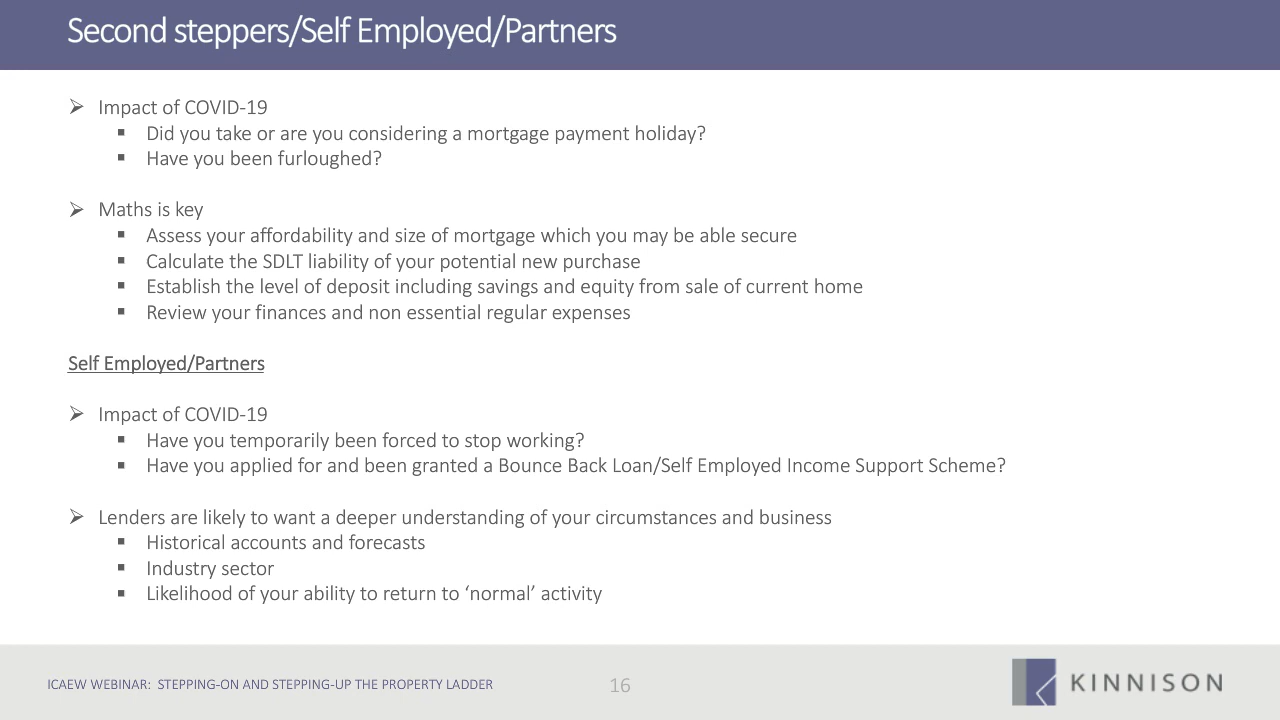 Second steppers/Self Employed/Partners
Impact of COVID-19
Did you take or are you considering a mortgage payment holiday?
Have you been furloughed?
Maths is key
Assess your affordability and size of mortgage which you may be able secure
Calculate the SDLT liability of your potential new purchase
Establish the level of deposit including savings and equity from sale of current home
Review your finances and non essential regular expenses
Self Employed/Partners
Impact of COVID-19
Have you temporarily been forced to stop working?
Have you applied for and been granted a Bounce Back Loan/Self Employed Income Support Scheme?
Lenders are likely to want a deeper understanding of your circumstances and business
Historical accounts and forecasts
Industry sector
Likelihood of your ability to return to ‘normal’ activity
ICAEW WEBINAR: STEPPING-ON AND STEPPING-UP THE PROPERTY LADDER
16
KINNISON